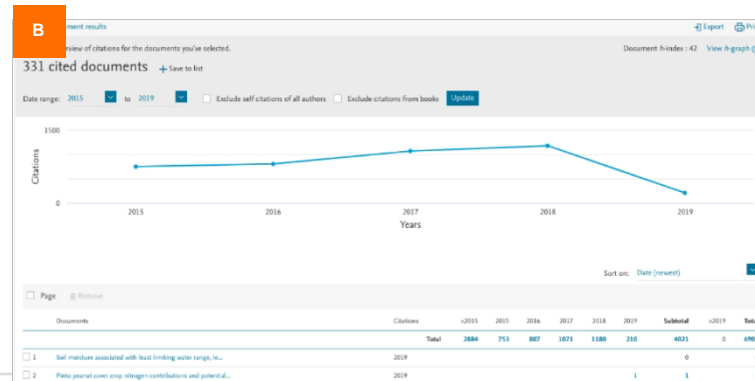 B
ment results
Export
rview of citations for the documents you've selected.
Document h-index : 42 View h-graph
331 cited documents + Save to list
Date range: 2015 to 2019 Exclude self citations of all authors Exclude citations from books Update
1500
Citations
0
2015 2016 2017 2018 2019
Years
Sort on: Date (newest)
Page Remove
Documents Citations <2015 2015 2016 2017 2018 2019 Subtotal >2019
Total 2884 753 807 1071 1180 210 4021 0
1 Soil moisture associated with least limiting water range, le... 2019 0
2 Pinto peanut cover crop nitrogen contributions and potential... 2019 1 1